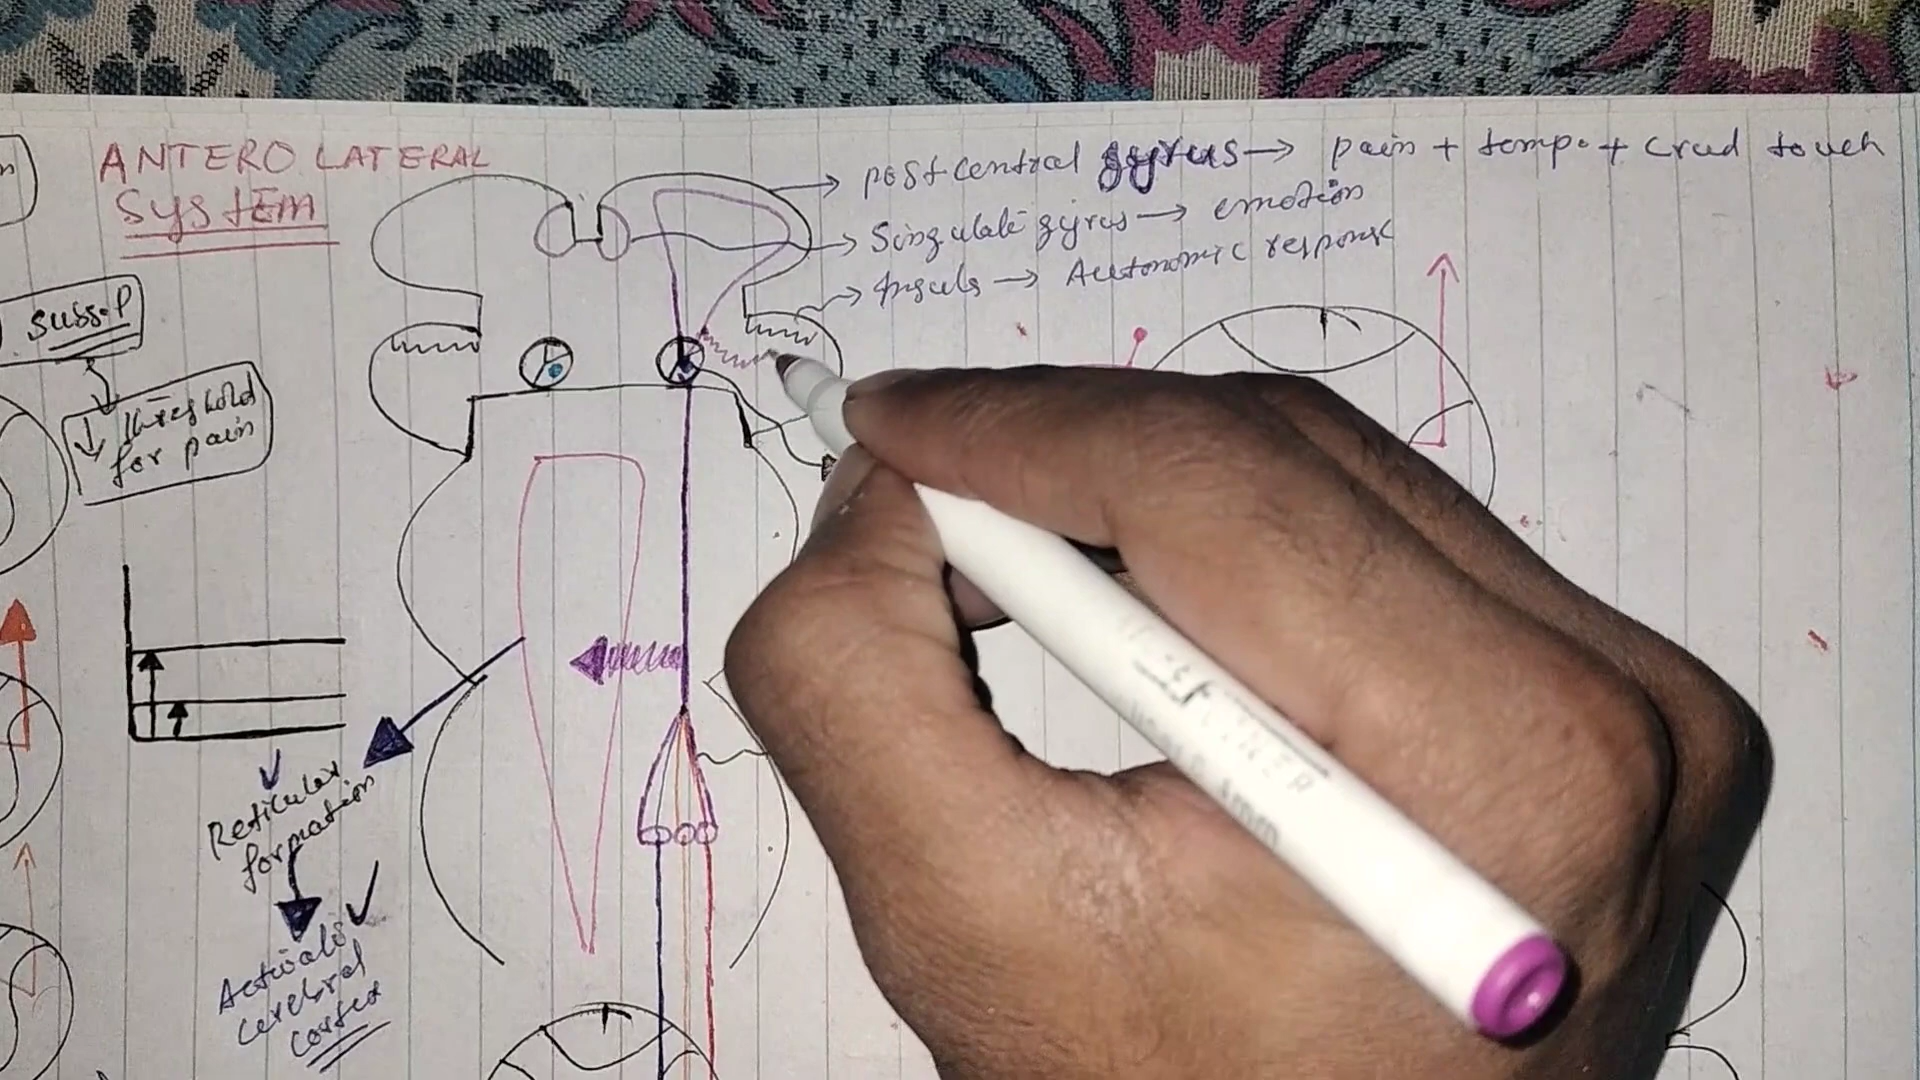 ANTERO LATERAL
SYSTEM
post central gyrus → pain + temp. + crud touch
Singulate gyrus → emotion
Insula → Autonomic response
Subs-P
↓ threshold
for pain
Reticular
formation
Activate
cerebral
cortex